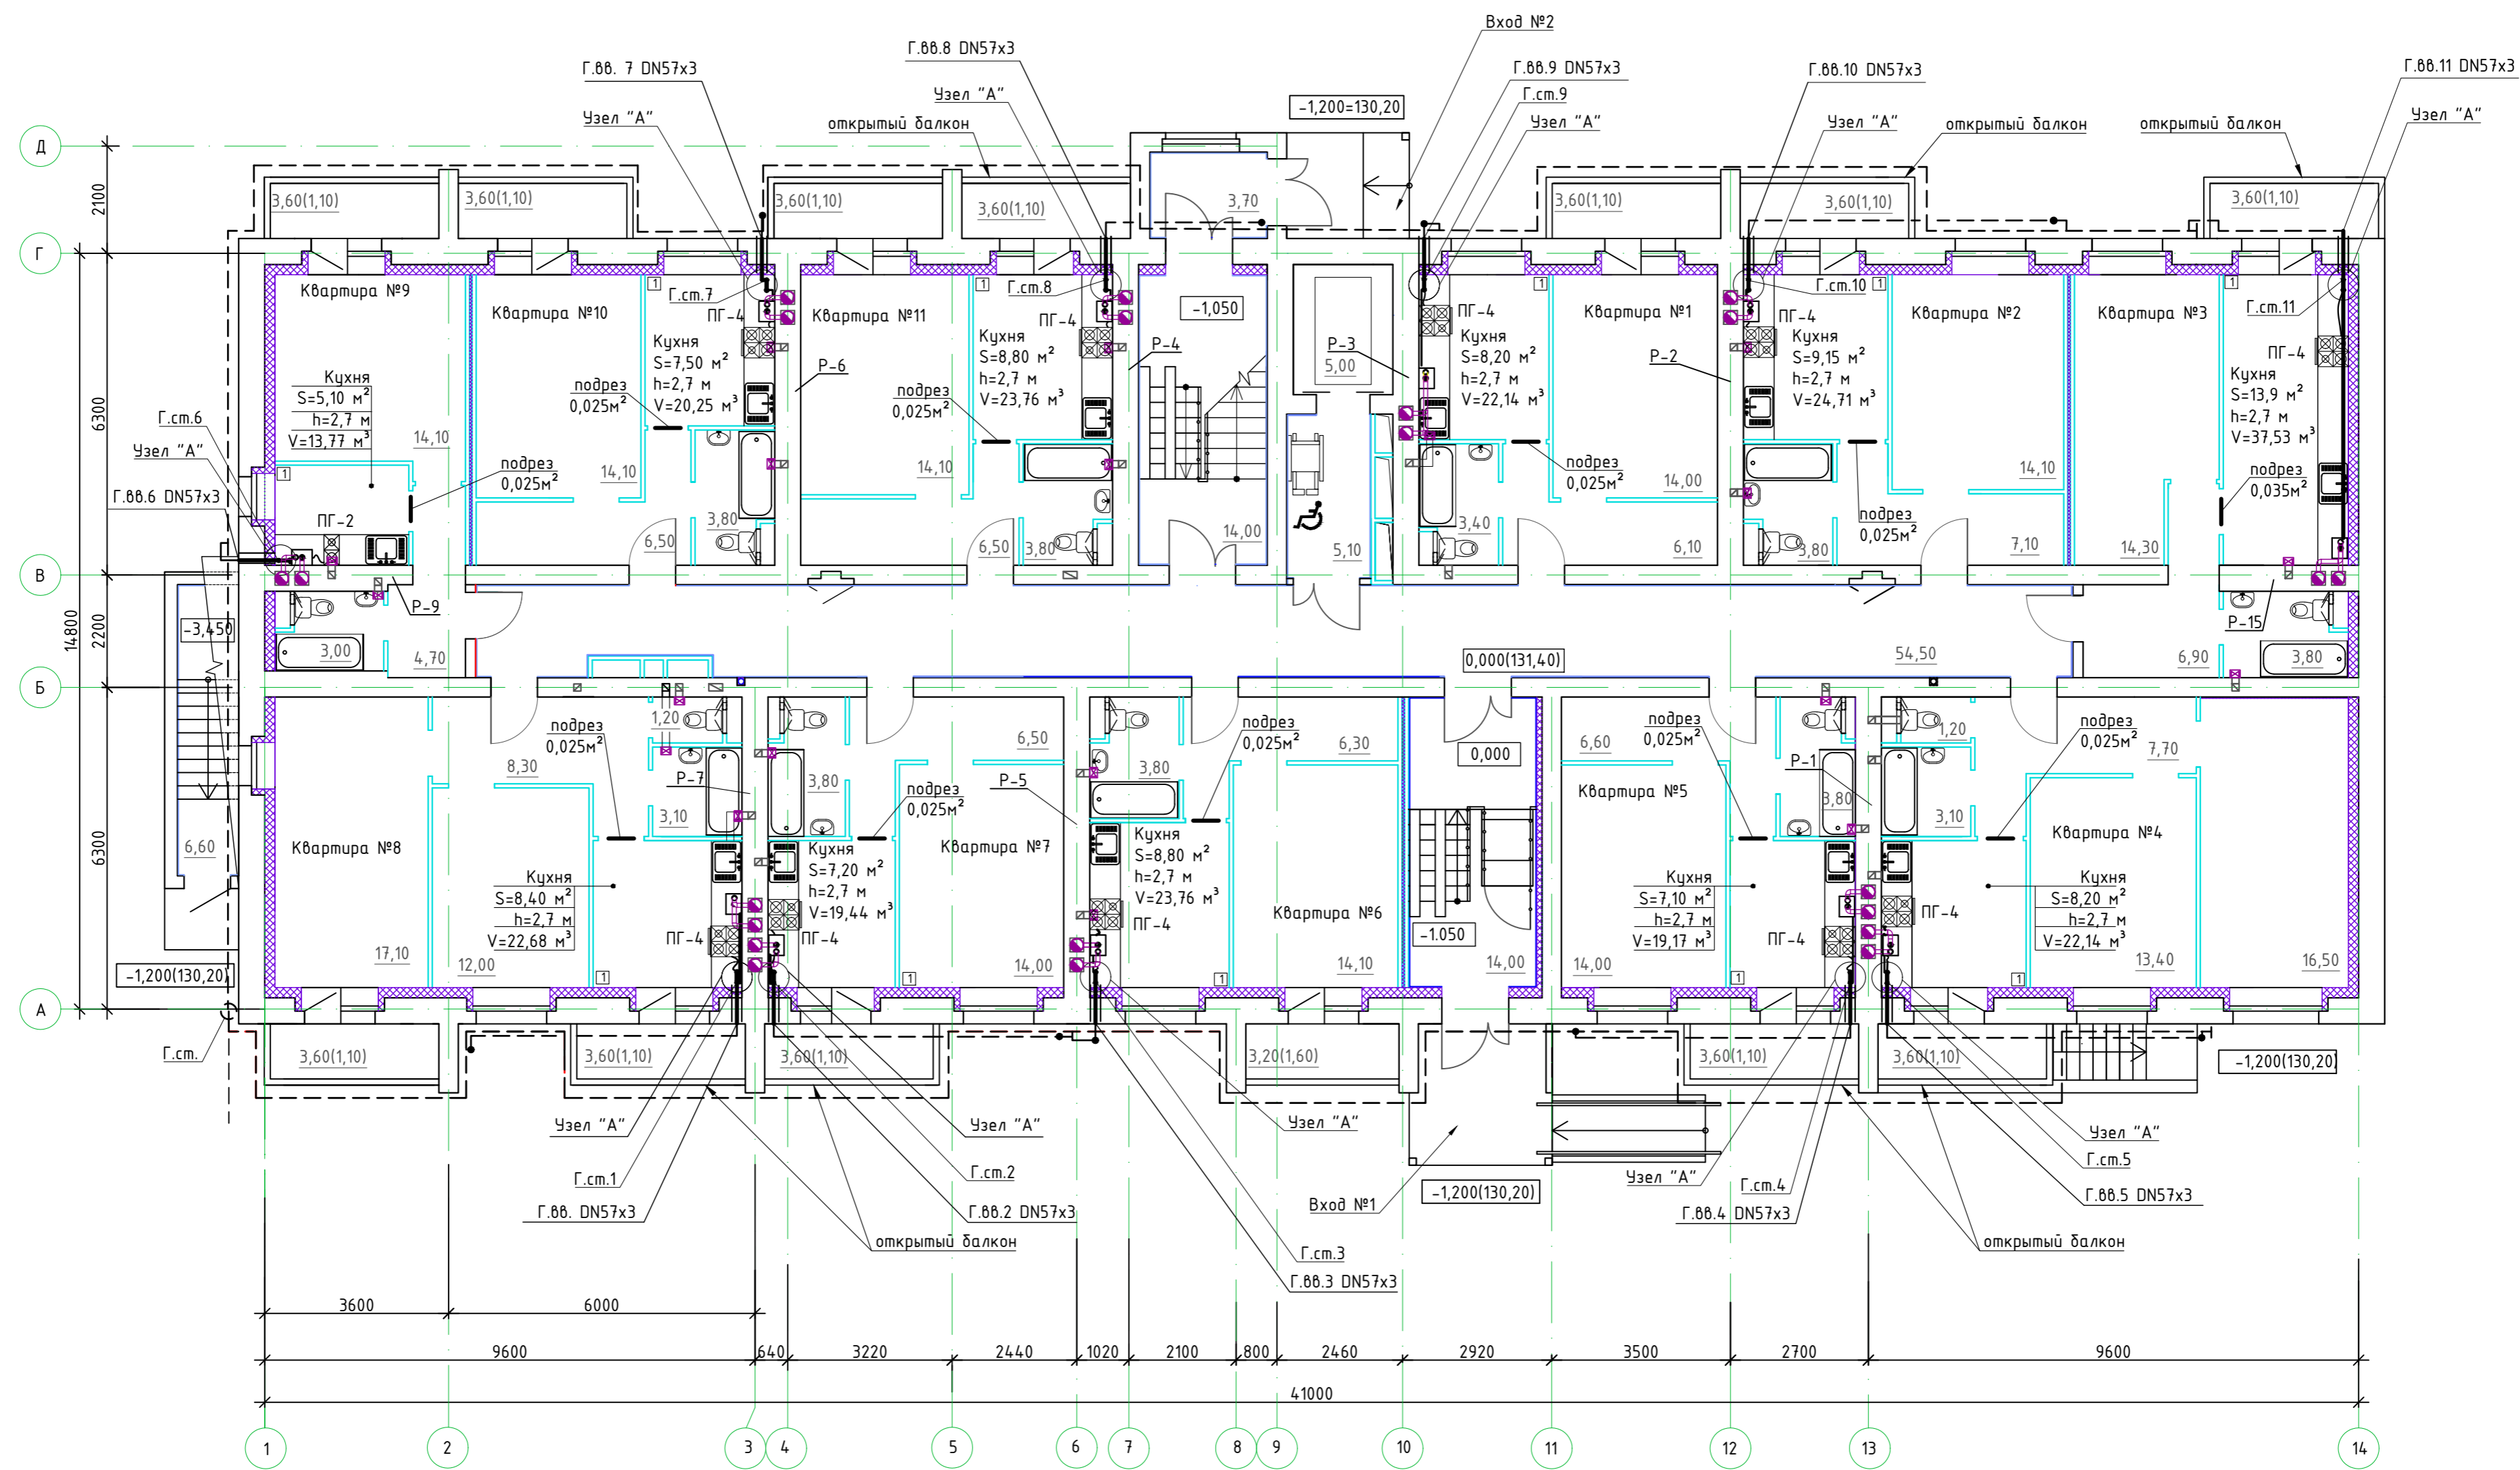 Вход №2
Г.вв.8 DN57х3
Г.вв. 7 DN57х3
Г.вв.9 DN57х3
Г.вв.10 DN57х3
Г.вв.11 DN57х3
Узел "А"
Г.ст.9
-1,200=130,20
Узел "А"
Узел "А"
открытый балкон
Узел "А"
Узел "А"
открытый балкон
открытый балкон
Узел "А"
Д
2100
3,60(1,10)
3,60(1,10)
3,60(1,10)
3,60(1,10)
3,70
3,60(1,10)
3,60(1,10)
3,60(1,10)
Г
Квартира №9
Квартира №10
1
Г.ст.7
ПГ-4
Квартира №11
1
Г.ст.8
ПГ-4
-1,050
1
ПГ-4
Квартира №1
Г.ст.10
1
ПГ-4
Квартира №2
Квартира №3
1
Г.ст.11
ПГ-4
Кухня
S=7,50 м²
h=2,7 м
V=20,25 м³
Р-6
Кухня
S=8,80 м²
h=2,7 м
V=23,76 м³
Р-4
Р-3
5,00
Кухня
S=8,20 м²
h=2,7 м
V=22,14 м³
Р-2
Кухня
S=9,15 м²
h=2,7 м
V=24,71 м³
Кухня
S=13,9 м²
h=2,7 м
V=37,53 м³
Кухня
S=5,10 м²
h=2,7 м
V=13,77 м³
подрез
0,025м²
подрез
0,025м²
6300
Г.ст.6
Узел "А"
Г.вв.6 DN57х3
14,10
1
подрез
0,025м²
14,10
14,10
подрез
0,025м²
14,00
14,10
подрез
0,035м²
ПГ-2
3,80
6,50
6,50
3,80
14,00
5,10
3,40
6,10
3,80
подрез
0,025м²
7,10
14,30
В
14800
2200
-3,450
3,00
4,70
Р-9
Р-15
0,000(131,40)
54,50
6,90
3,80
Б
1,20
подрез
0,025м²
8,30
Р-7
3,10
3,80
подрез
0,025м²
6,50
Р-5
3,80
подрез
0,025м²
6,30
0,000
6,60
подрез
0,025м²
Р-1
3,80
1,20
3,10
подрез
0,025м²
7,70
6300
6,60
Квартира №8
Кухня
S=8,40 м²
h=2,7 м
V=22,68 м³
Кухня
S=7,20 м²
h=2,7 м
V=19,44 м³
Квартира №7
Кухня
S=8,80 м²
h=2,7 м
V=23,76 м³
Квартира №6
Квартира №5
Кухня
S=7,10 м²
h=2,7 м
V=19,17 м³
Квартира №4
Кухня
S=8,20 м²
h=2,7 м
V=22,14 м³
ПГ-4
ПГ-4
ПГ-4
-1.050
ПГ-4
ПГ-4
-1,200(130,20)
17,10
12,00
1
1
14,00
1
14,10
14,00
14,00
1
1
13,40
16,50
А
Г.ст.
3,60(1,10)
3,60(1,10)
3,60(1,10)
3,20(1,60)
3,60(1,10)
3,60(1,10)
-1,200(130,20)
Узел "А"
Узел "А"
Узел "А"
Узел "А"
Г.ст.1
Г.ст.2
Узел "А"
Г.ст.4
Г.ст.5
-1,200(130,20)
Вход №1
Г.вв. DN57х3
Г.вв.2 DN57х3
Г.вв.4 DN57х3
Г.вв.5 DN57х3
открытый балкон
Г.ст.3
Г.вв.3 DN57х3
открытый балкон
3600
6000
9600
640
3220
2440
1020
2100
800
2460
2920
3500
2700
9600
41000
1
2
3
4
5
6
7
8
9
10
11
12
13
14